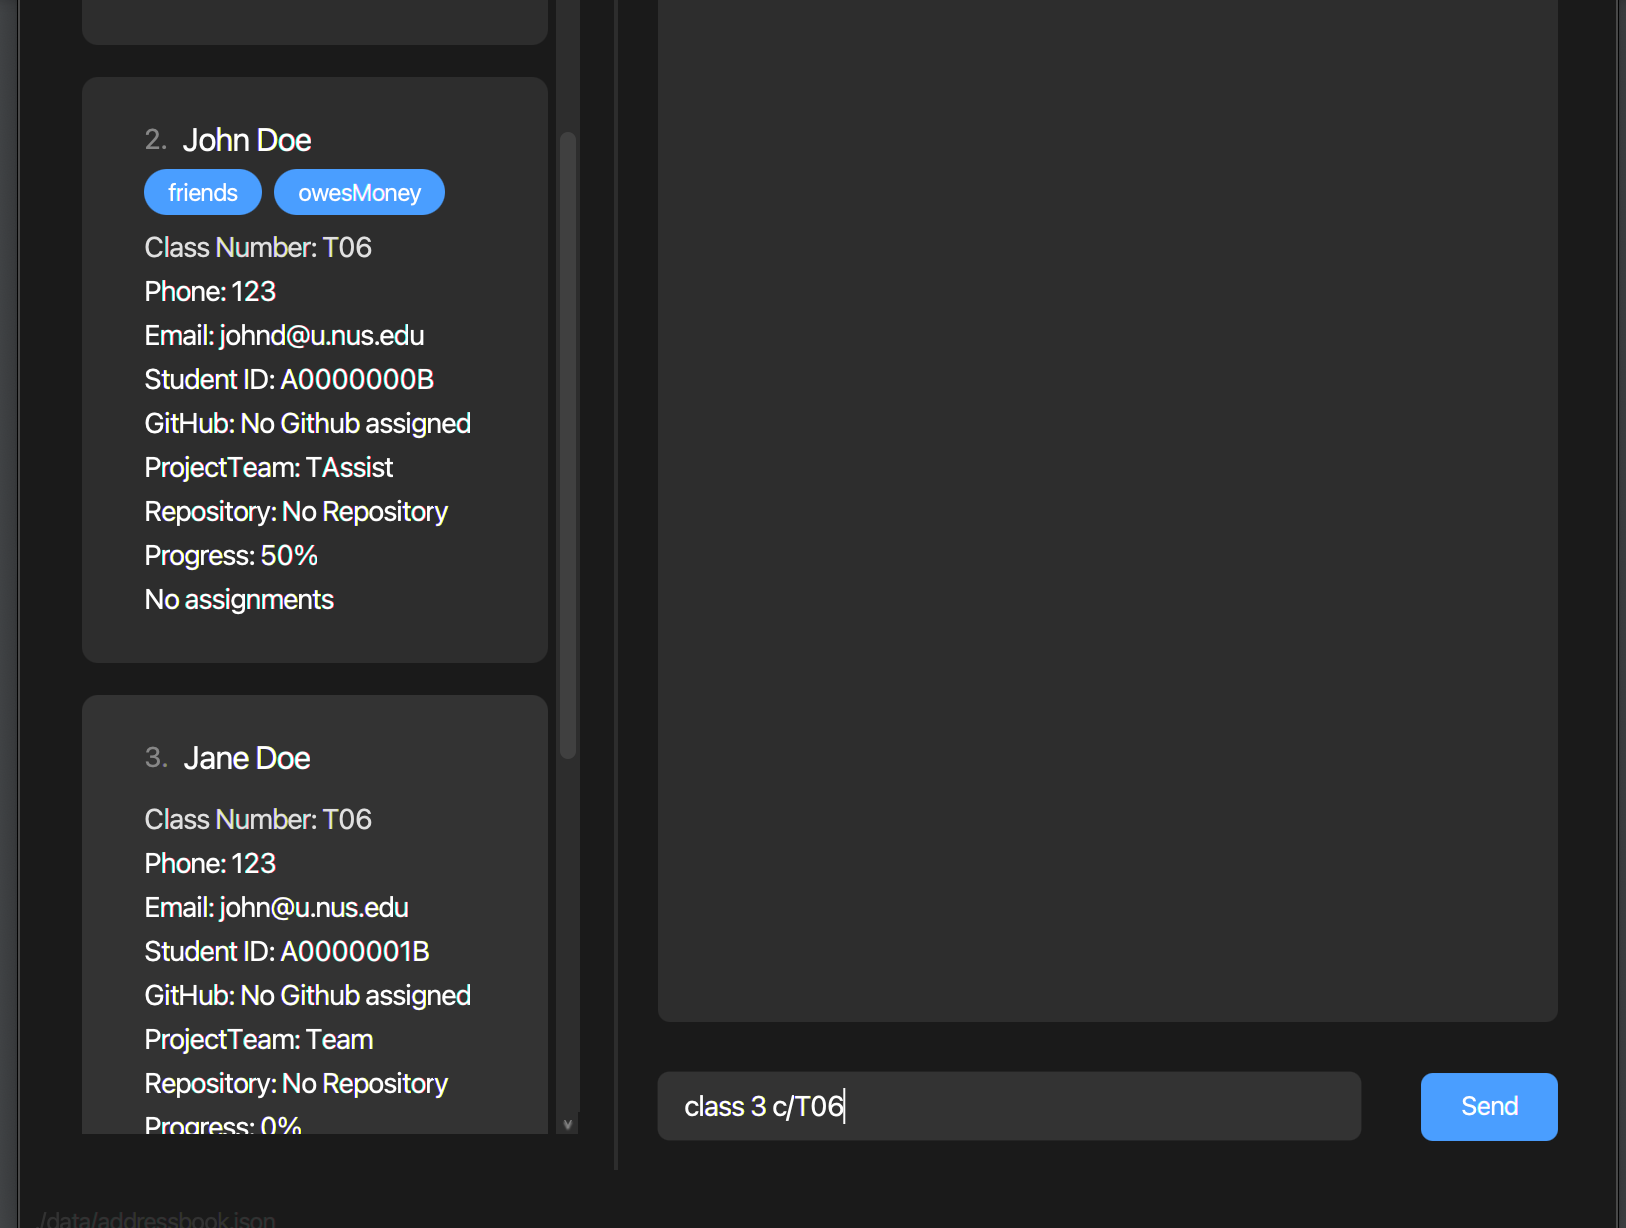 2. John Doe
friends owesMoney
Class Number: T06
Phone: 123
Email: johnd@u.nus.edu
Student ID: A0000000B
GitHub: No Github assigned
ProjectTeam: TAssist
Repository: No Repository
Progress: 50%
No assignments
3. Jane Doe
Class Number: T06
Phone: 123
Email: john@u.nus.edu
Student ID: A0000001B
GitHub: No Github assigned
ProjectTeam: Team
Repository: No Repository
Progress: 0%
class 3 c/T06
Send
/data/addressbook.json